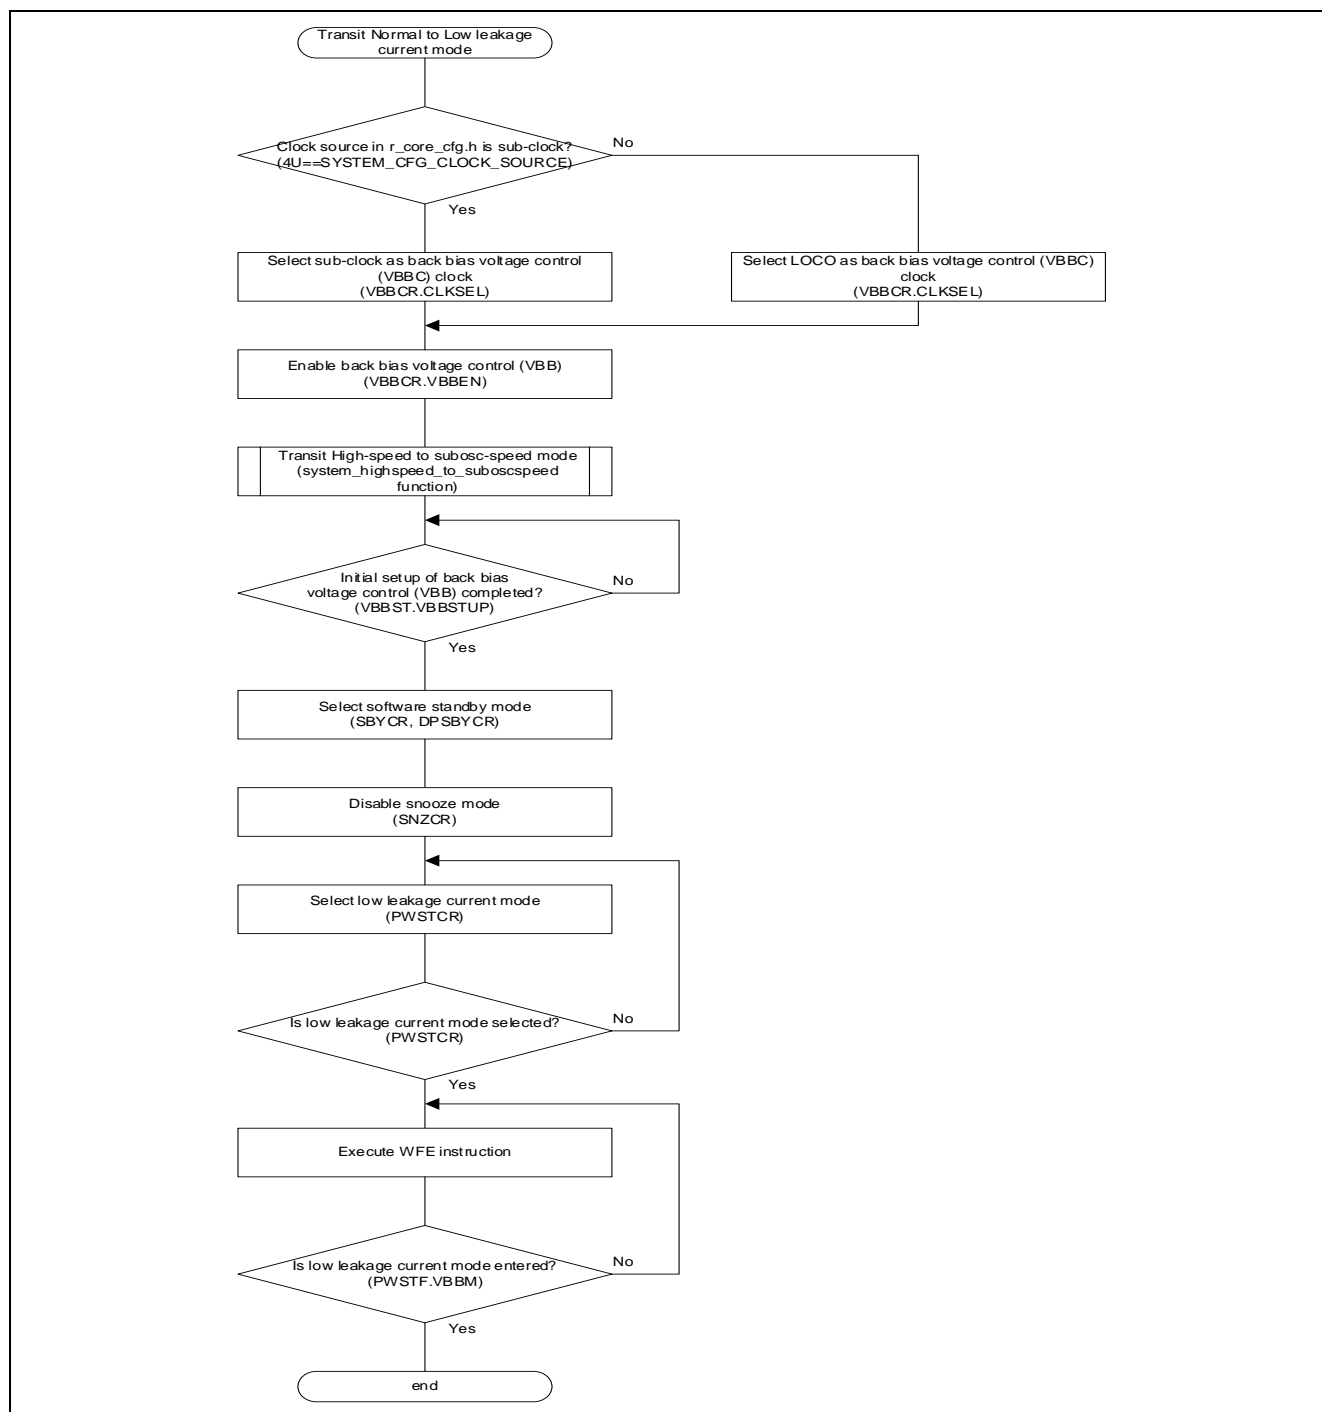 Transit Normal to Low leakage
current mode
Clock source in r_core_cfg.h is sub-clock?
(4U==SYSTEM_CFG_CLOCK_SOURCE)
No
Yes
Select sub-clock as back bias voltage control
(VBBC) clock
(VBBCR.CLKSEL)
Select LOCO as back bias voltage control (VBBC)
clock
(VBBCR.CLKSEL)
Enable back bias voltage control (VBB)
(VBBCR.VBBEN)
Transit High-speed to subosc-speed mode
(system_highspeed_to_suboscspeed
function)
Initial setup of back bias
voltage control (VBB) completed?
(VBBST.VBBSTUP)
No
Yes
Select software standby mode
(SBYCR, DPSBYCR)
Disable snooze mode
(SNZCR)
Select low leakage current mode
(PWSTCR)
Is low leakage current mode selected?
(PWSTCR)
No
Yes
Execute WFE instruction
Is low leakage current mode entered?
(PWSTF.VBBM)
No
Yes
end